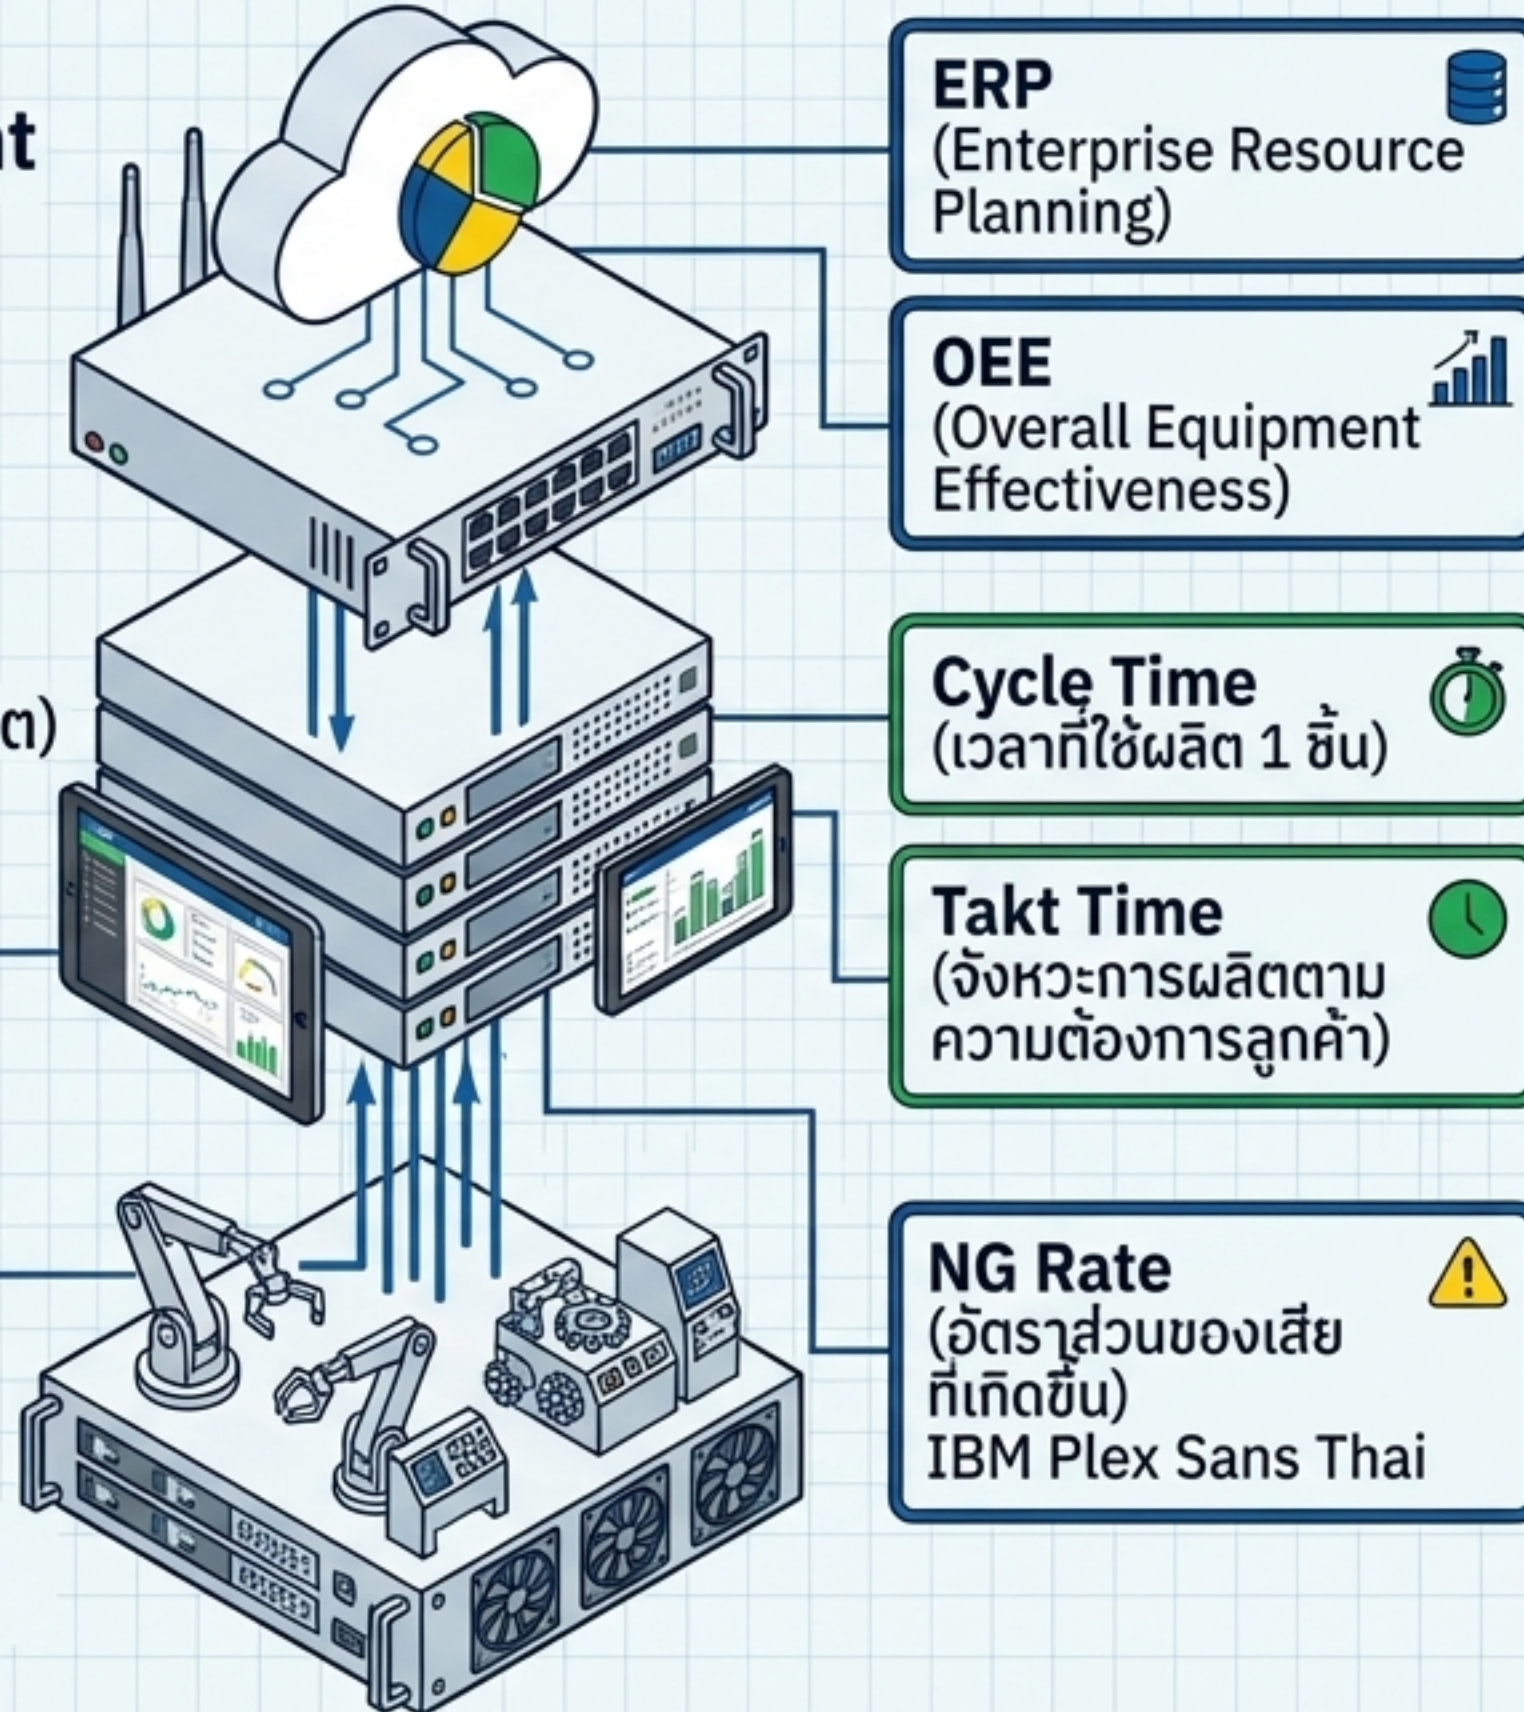 ERP
(Enterprise Resource
Planning)
OEE
(Overall Equipment
Effectiveness)
Cycle Time
(เวลาที่ใช้ผลิต 1 ชิ้น)
Takt Time
(จังหวะการผลิตตาม
ความต้องการลูกค้า)
NG Rate
(อัตราส่วนของเสีย
ที่เกิดขึ้น)
IBM Plex Sans Thai